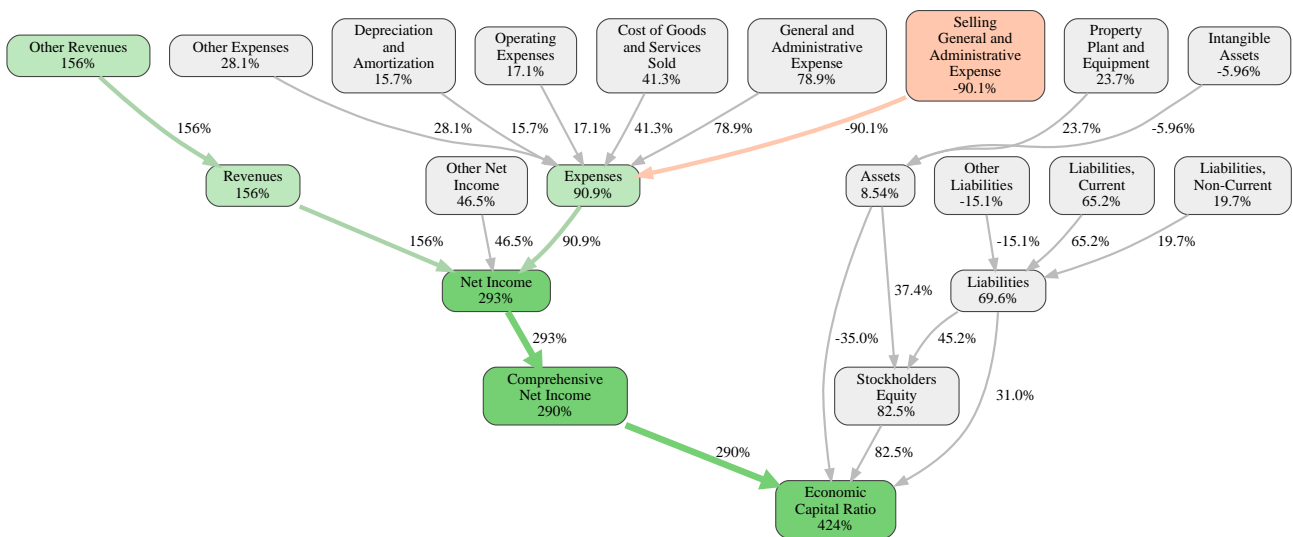 Other Revenues
156%
Other Expenses
28.1%
Depreciation
and
Amortization
15.7%
Operating
Expenses
17.1%
Cost of Goods
and Services
Sold
41.3%
General and
Administrative
Expense
78.9%
Selling
General and
Administrative
Expense
-90.1%
Property
Plant and
Equipment
23.7%
Intangible
Assets
-5.96%
156%
28.1%
15.7%
17.1%
41.3%
78.9%
-90.1%
23.7%
-5.96%
Revenues
156%
Other Net
Income
46.5%
Expenses
90.9%
Assets
8.54%
Other
Liabilities
-15.1%
Liabilities,
Current
65.2%
Liabilities,
Non-Current
19.7%
156%
46.5%
90.9%
-15.1%
65.2%
19.7%
Net Income
293%
37.4%
Liabilities
69.6%
293%
-35.0%
45.2%
Comprehensive
Net Income
290%
Stockholders
Equity
82.5%
31.0%
290%
82.5%
Economic
Capital Ratio
424%